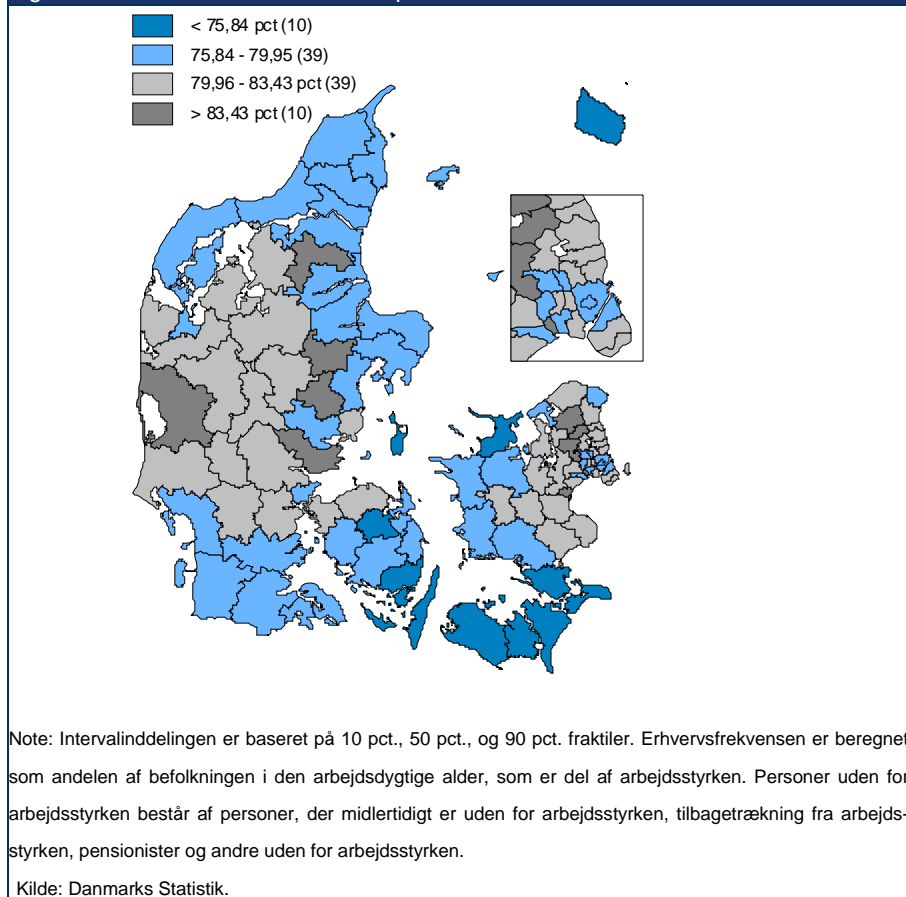 < 75,84 pct (10)
75,84 - 79,95 (39)
79,96 - 83,43 pct (39)
> 83,43 pct (10)
Note: Intervalinddelingen er baseret på 10 pct., 50 pct., og 90 pct. fraktiler. Erhvervsfrekvensen er beregnet
som andelen af befolkningen i den arbejdsdygtige alder, som er del af arbejdsstyrken. Personer uden for
arbejdsstyrken består af personer, der midlertidigt er uden for arbejdsstyrken, tilbagetrækning fra arbejds-
styrken, pensionister og andre uden for arbejdsstyrken.
Kilde: Danmarks Statistik.